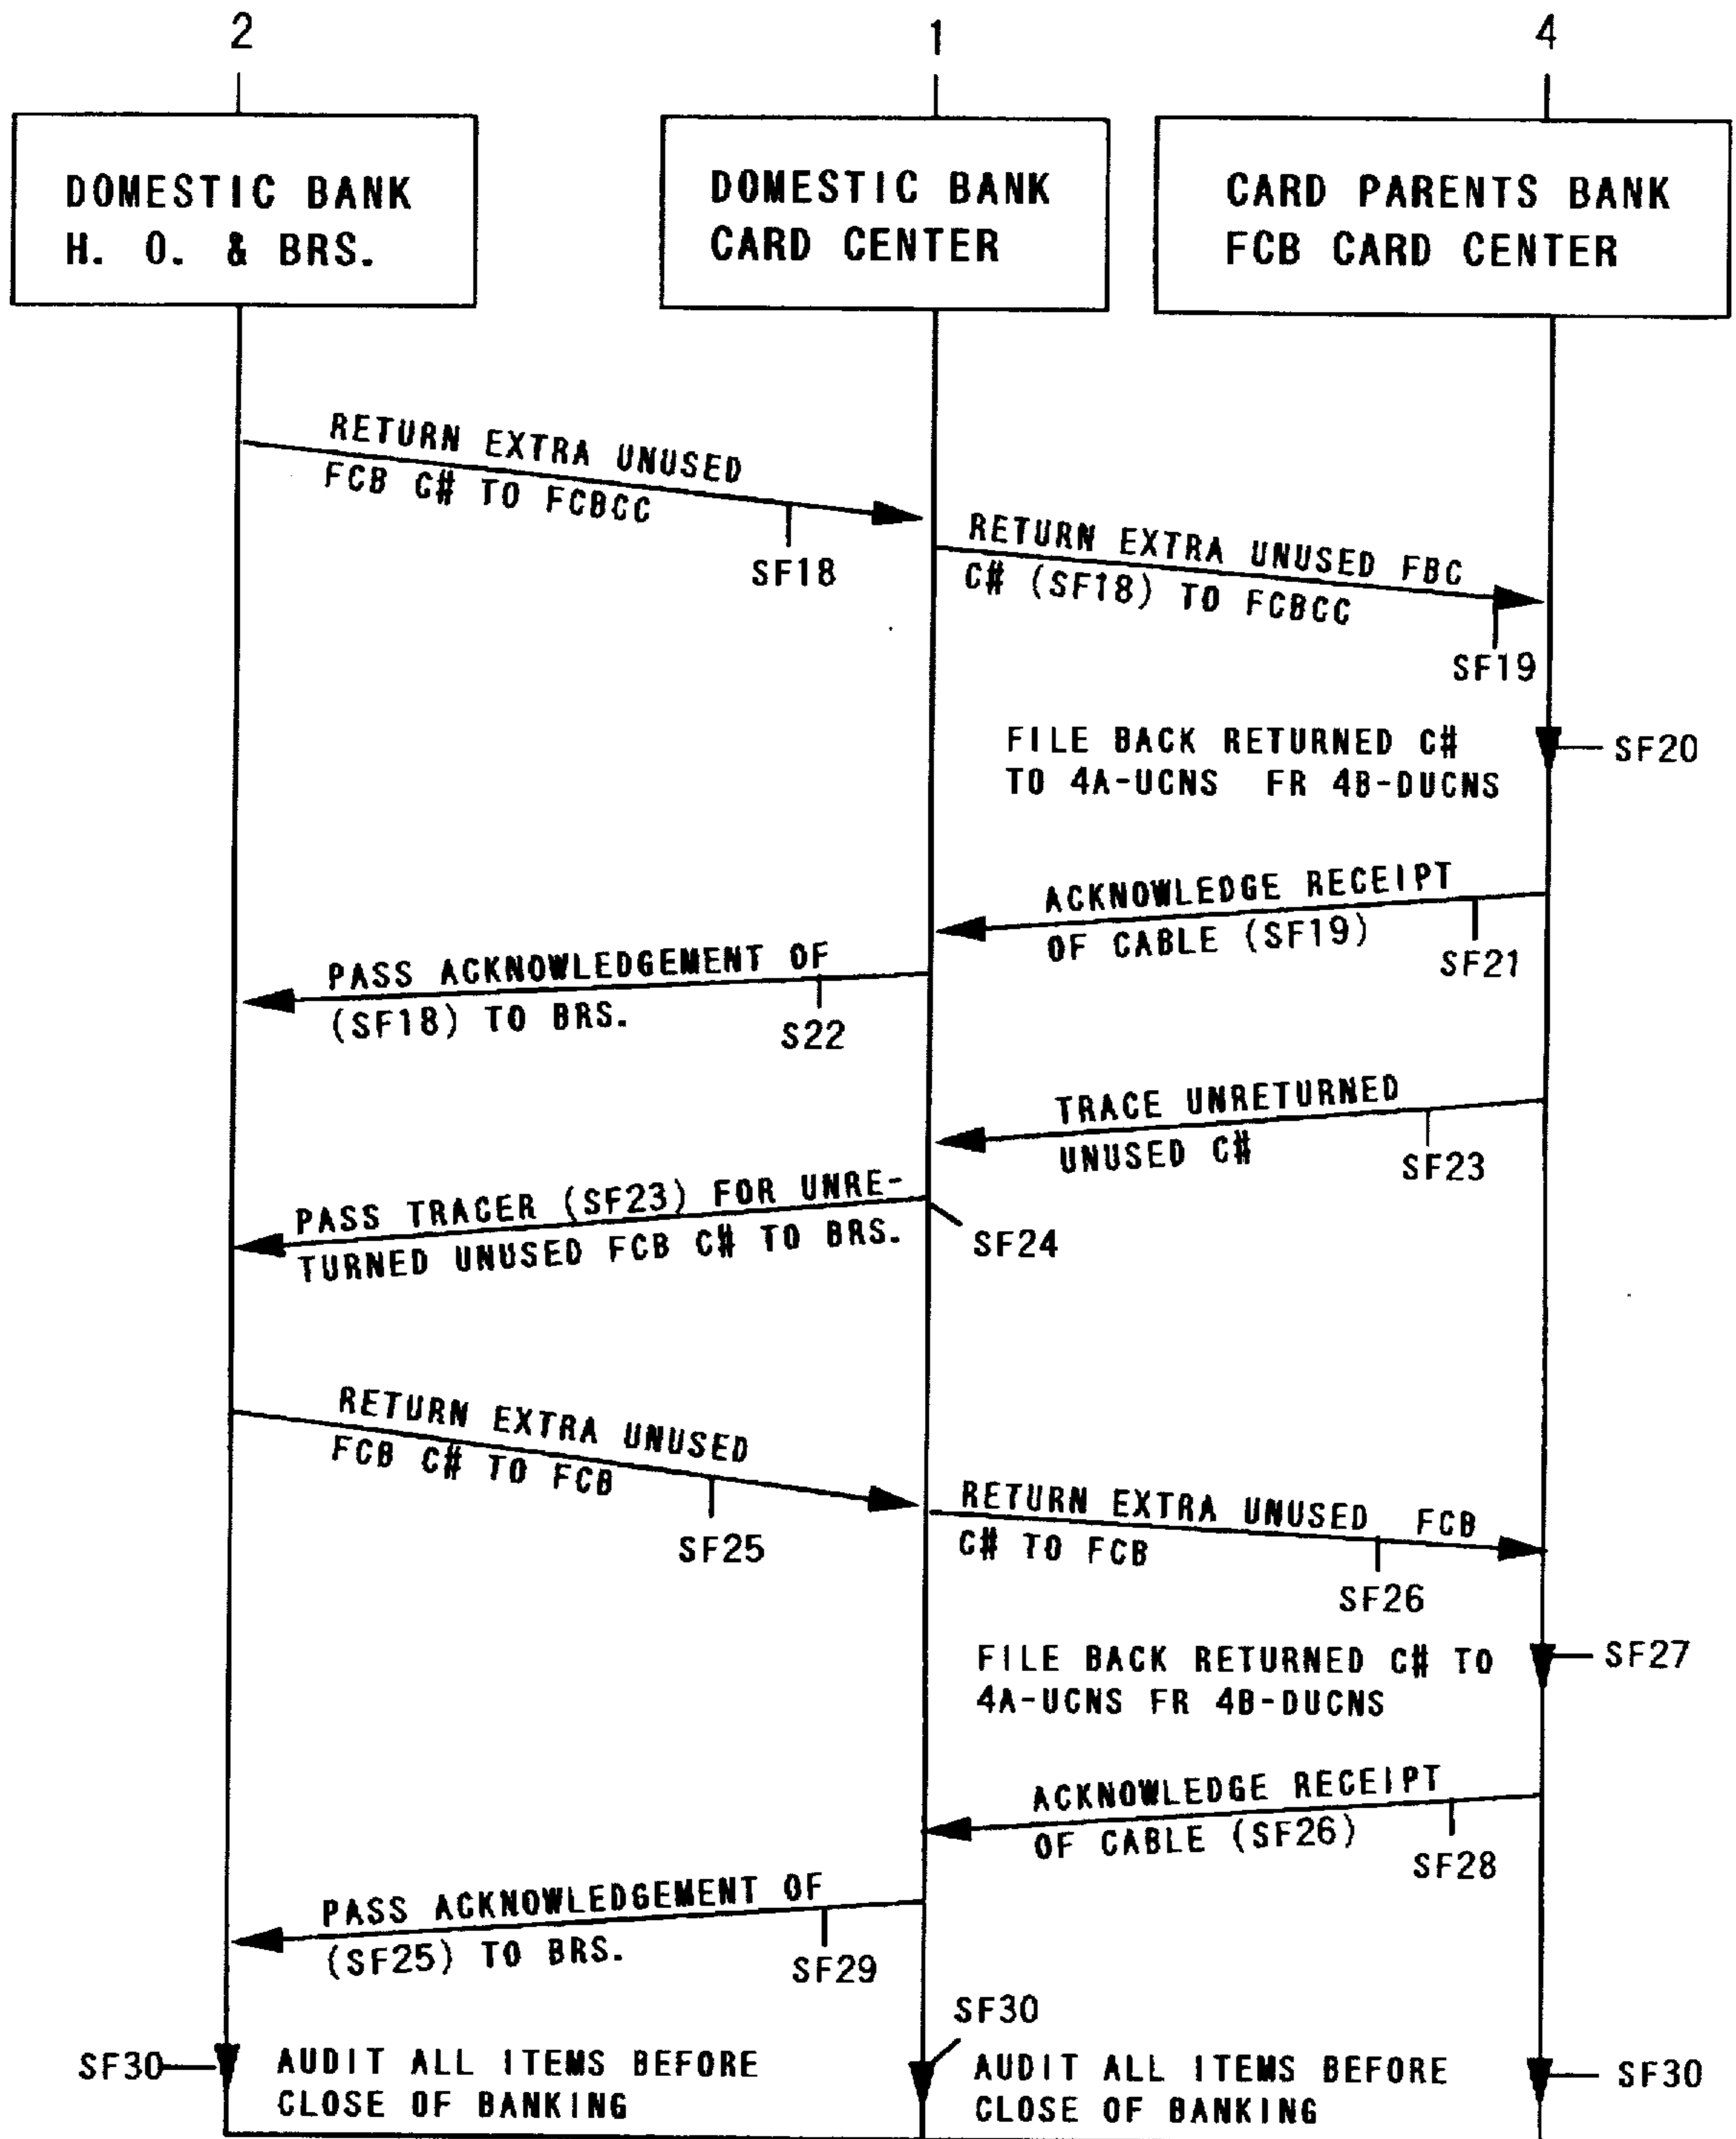 2
1
4
DOMESTIC BANK
H. O. & BRS.
DOMESTIC BANK
CARD CENTER
CARD PARENTS BANK
FCB CARD CENTER
RETURN EXTRA UNUSED
FCB C# TO FCBCC
SF18
RETURN EXTRA UNUSED FBC
C# (SF18) TO FCBCC
SF19
FILE BACK RETURNED C#
TO 4A-UCNS FR 4B-DUCNS
SF20
ACKNOWLEDGE RECEIPT
OF CABLE (SF19)
SF21
PASS ACKNOWLEDGEMENT OF
(SF18) TO BRS.
S22
TRACE UNRETURNED
UNUSED C#
SF23
PASS TRACER (SF23) FOR UNRE-
TURNED UNUSED FCB C# TO BRS.
SF24
RETURN EXTRA UNUSED
FCB C# TO FCB
SF25
RETURN EXTRA UNUSED FCB
C# TO FCB
SF26
FILE BACK RETURNED C# TO
4A-UCNS FR 4B-DUCNS
SF27
ACKNOWLEDGE RECEIPT
OF CABLE (SF26)
SF28
PASS ACKNOWLEDGEMENT OF
(SF25) TO BRS.
SF29
SF30
SF30
AUDIT ALL ITEMS BEFORE
CLOSE OF BANKING
AUDIT ALL ITEMS BEFORE
CLOSE OF BANKING
SF30